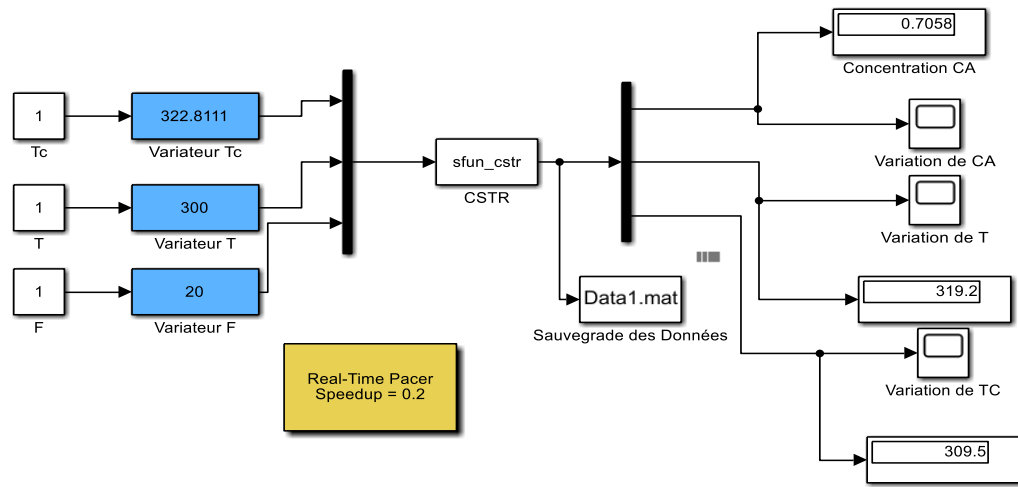 1
Tc
322.8111
Variateur Tc
1
T
300
Variateur T
1
F
20
Variateur F
Real-Time Pacer
Speedup = 0.2
sfun_cstr
CSTR
Data1.mat
Sauvegrade des Données
0.7058
Concentration CA
Variation de CA
Variation de T
319.2
Variation de TC
309.5